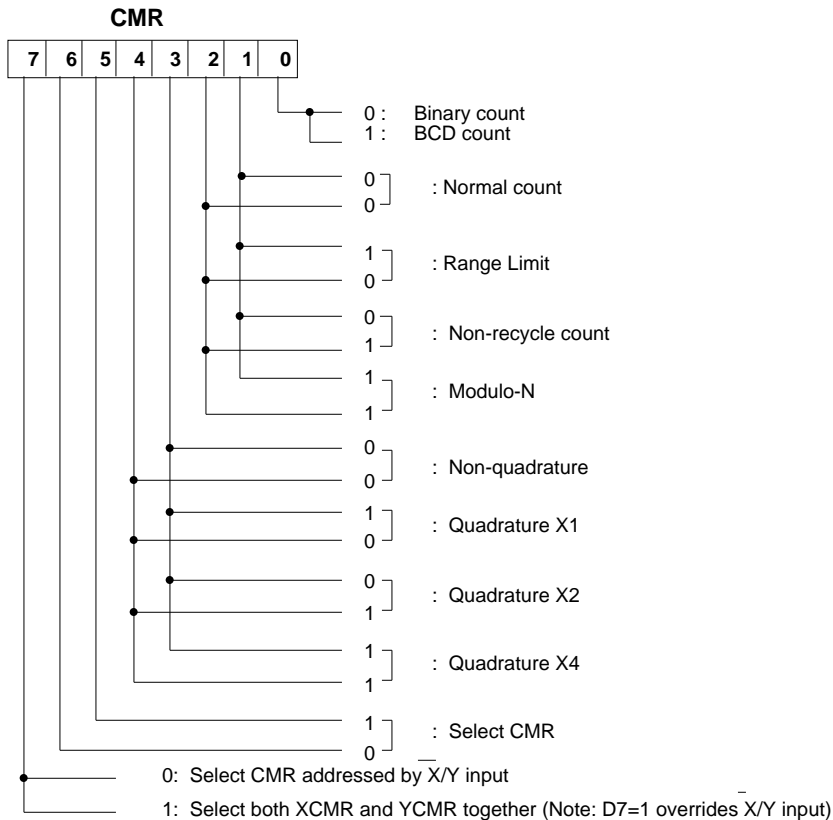 CMR
7 6 5 4 3 2 1 0
0 : Binary count
1 : BCD count
0
: Normal count
0
1
: Range Limit
0
0
: Non-recycle count
1
1
: Modulo-N
1
0
: Non-quadrature
0
1
: Quadrature X1
0
0
: Quadrature X2
1
1
: Quadrature X4
1
1
: Select CMR
0
0: Select CMR addressed by X̅/Y input
1: Select both XCMR and YCMR together (Note: D7=1 overrides X̅/Y input)